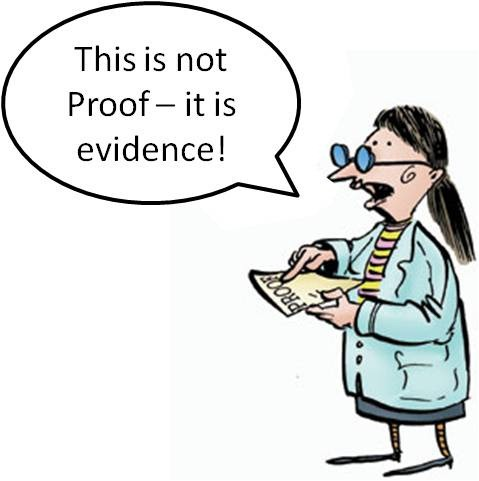 This is not
Proof – it is
evidence!
PROOF